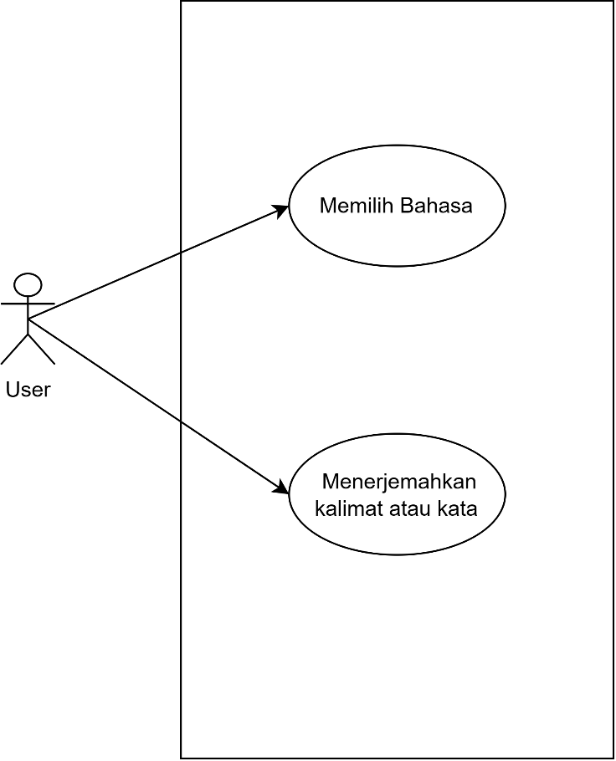 Memilih Bahasa
User
Menerjemahkan
kalimat atau kata